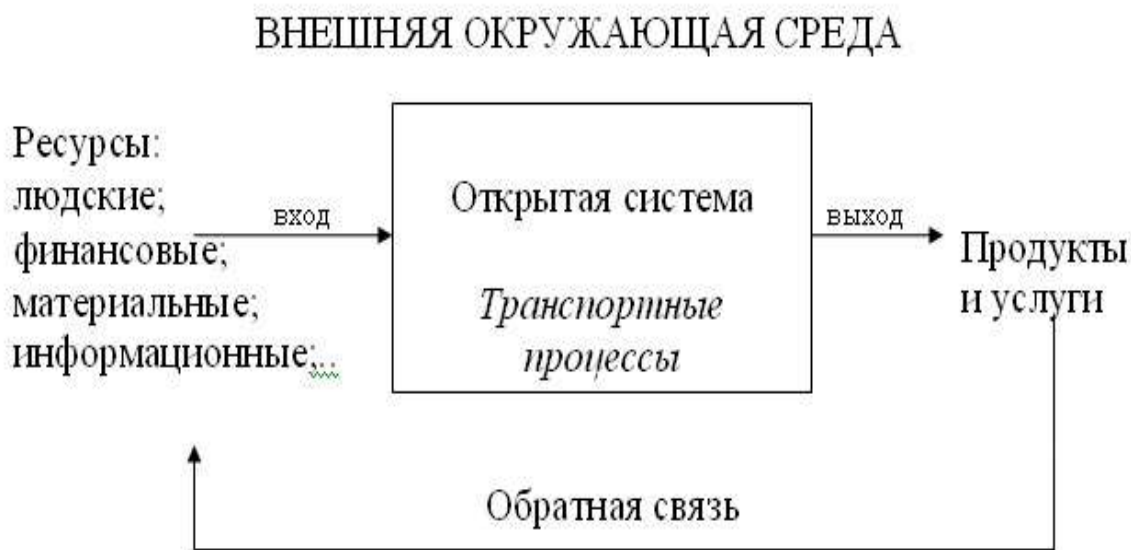 ВНЕШНЯЯ ОКРУЖАЮЩАЯ СРЕДА
Ресурсы:
людские;
финансовые;
материальные;
информационные;..
вход
Открытая система
Транспортные
процессы
выход
Продукты
и услуги
Обратная связь